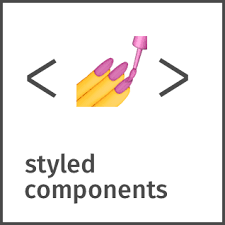 < >
styled
components